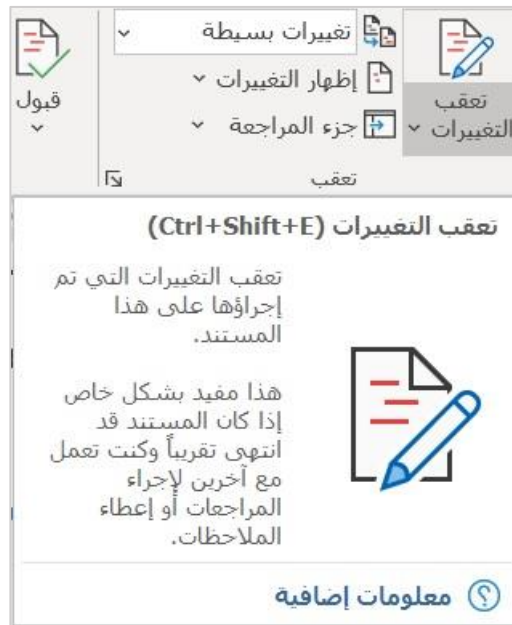 تغييرات بسيطة
إظهار التغييرات
جزء المراجعة
تعقب
التغييرات
قبول
تعقب
تعقب التغييرات (Ctrl+Shift+E)
تعقب التغييرات التي تم
إجراؤها على هذا
المستند.
هذا مفيد بشكل خاص
إذا كان المستند قد
انتهى تقريباً وكنت تعمل
مع آخرين لإجراء
المراجعات أو إعطاء
الملاحظات.
معلومات إضافية